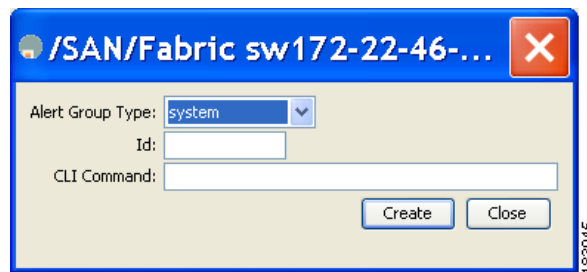 /SAN/Fabric sw172-22-46-...
Alert Group Type: system
Id:
CLI Command:
Create Close